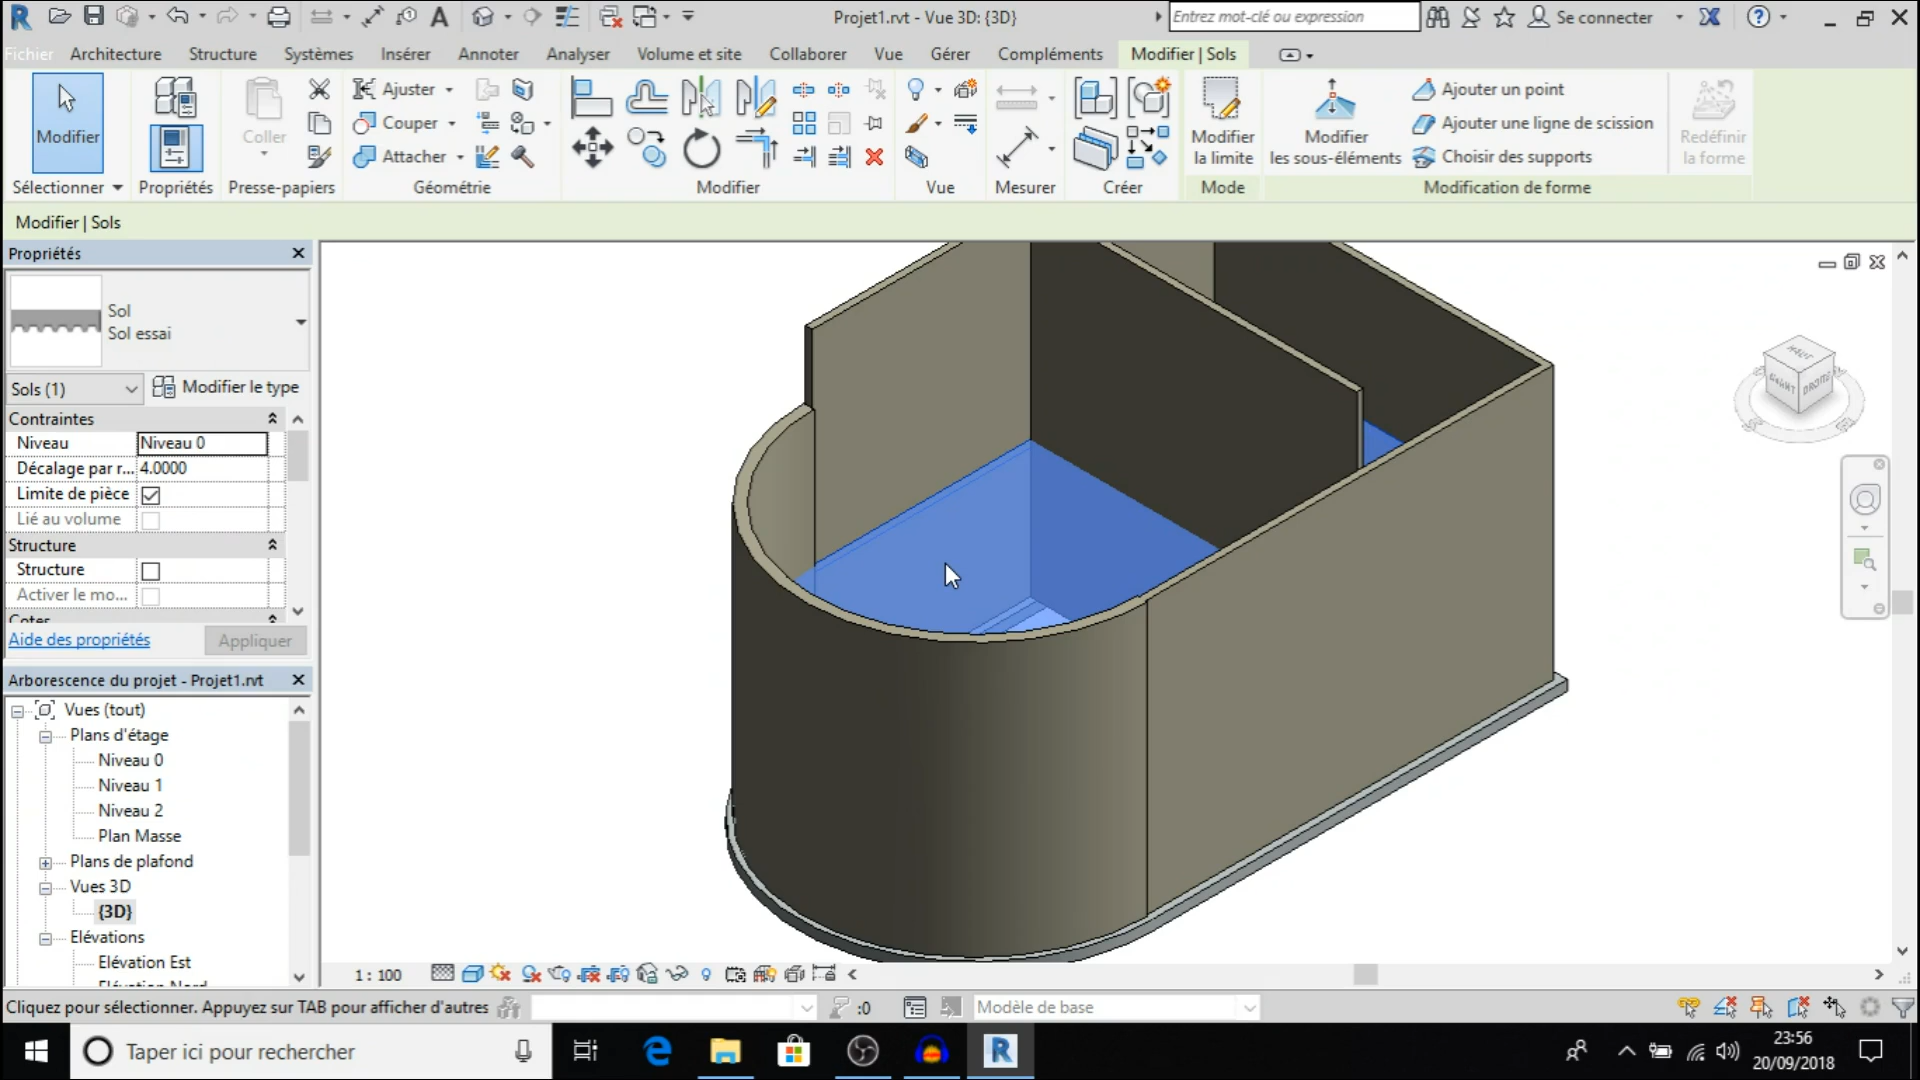 Projet1.rvt - Vue 3D: {3D}
Entrez mot-clé ou expression
Se connecter
Fichier Architecture Structure Systèmes Insérer Annoter Analyser Volume et site Collaborer Vue Gérer Compléments Modifier | Sols
Modifier
Coller
Ajuster
Couper
Attacher
Modifier
la limite
Modifier
les sous-éléments
Ajouter un point
Ajouter une ligne de scission
Choisir des supports
Redéfinir
la forme
Sélectionner Propriétés Presse-papiers Géométrie Modifier Vue Mesurer Créer Mode Modification de forme
Modifier | Sols
Propriétés
Sol
Sol essai
Sols (1)
Modifier le type
Contraintes
Niveau Niveau 0
Décalage par r... 4.0000
Limite de pièce
Lié au volume
Structure
Structure
Activer le mo...
Cotes
Aide des propriétés Appliquer
Arborescence du projet - Projet1.rvt
Vues (tout)
Plans d'étage
Niveau 0
Niveau 1
Niveau 2
Plan Masse
Plans de plafond
Vues 3D
{3D}
Elévations
Elévation Est
Elévation Nord
HAUT
AVANT
DROITE
1 : 100
Cliquez pour sélectionner. Appuyez sur TAB pour afficher d'autres
:0
Modèle de base
Taper ici pour rechercher
23:56
20/09/2018